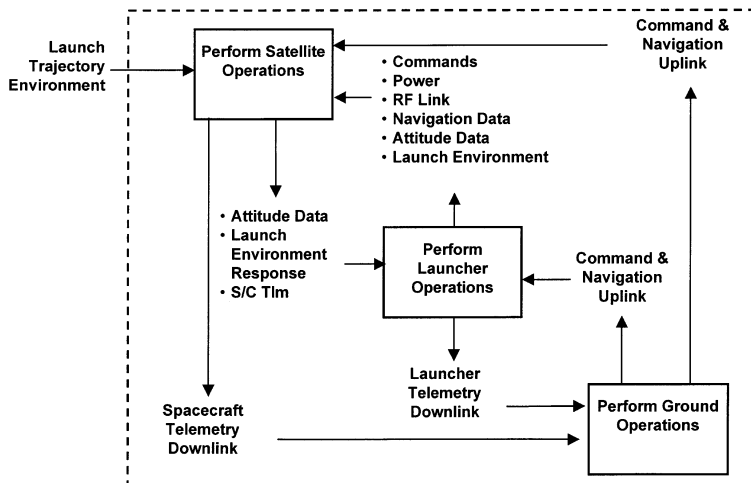 Launch
Trajectory
Environment
Perform Satellite
Operations
Command &
Navigation
Uplink
• Commands
• Power
• RF Link
• Navigation Data
• Attitude Data
• Launch Environment
• Attitude Data
• Launch
Environment
Response
• S/C Tlm
Perform
Launcher
Operations
Command &
Navigation
Uplink
Launcher
Telemetry
Downlink
Spacecraft
Telemetry
Downlink
Perform Ground
Operations